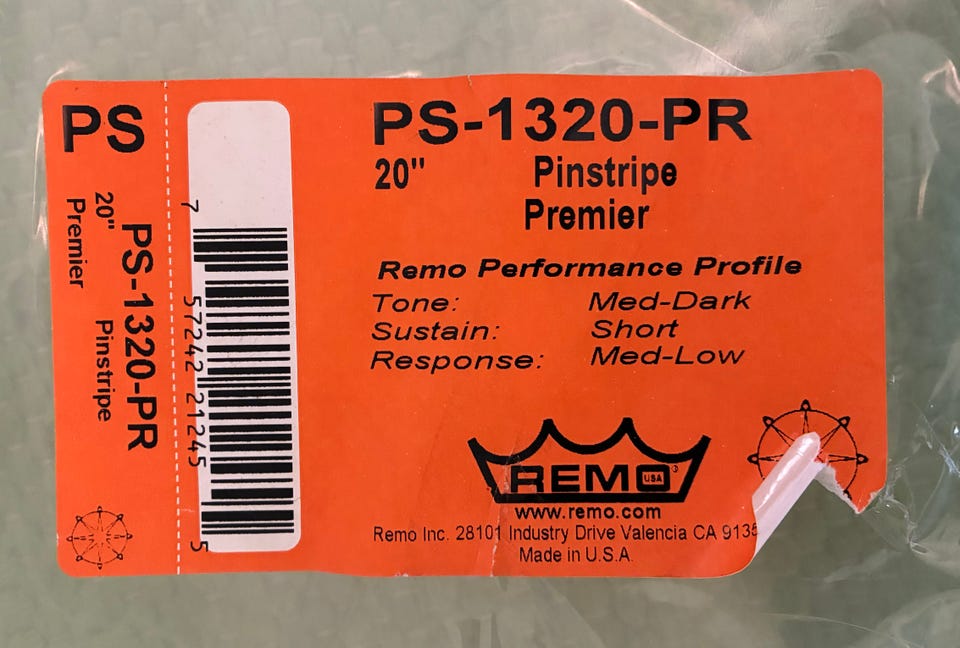 PS
PS-1320-PR
20" Pinstripe
Premier
7 57242 21245 5
PS-1320-PR
20" Pinstripe
Premier
Remo Performance Profile
Tone: Med-Dark
Sustain: Short
Response: Med-Low
REMO USA
www.remo.com
Remo Inc. 28101 Industry Drive Valencia CA
Made in U.S.A.